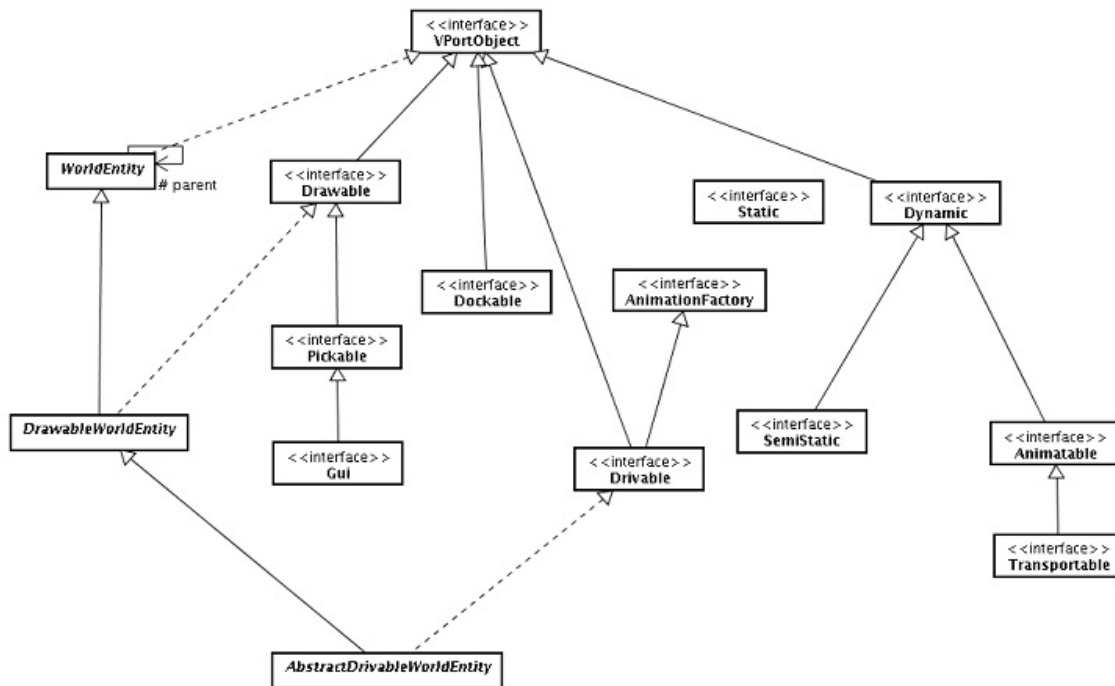 <<interface>>
VPortObject
WorldEntity
# parent
<<interface>>
Drawable
<<interface>>
Static
<<interface>>
Dynamic
<<interface>>
Dockable
<<interface>>
AnimationFactory
<<interface>>
Pickable
DrawableWorldEntity
<<interface>>
Gui
<<interface>>
Drivable
<<interface>>
SemiStatic
<<interface>>
Animatable
<<interface>>
Transportable
AbstractDrivableWorldEntity